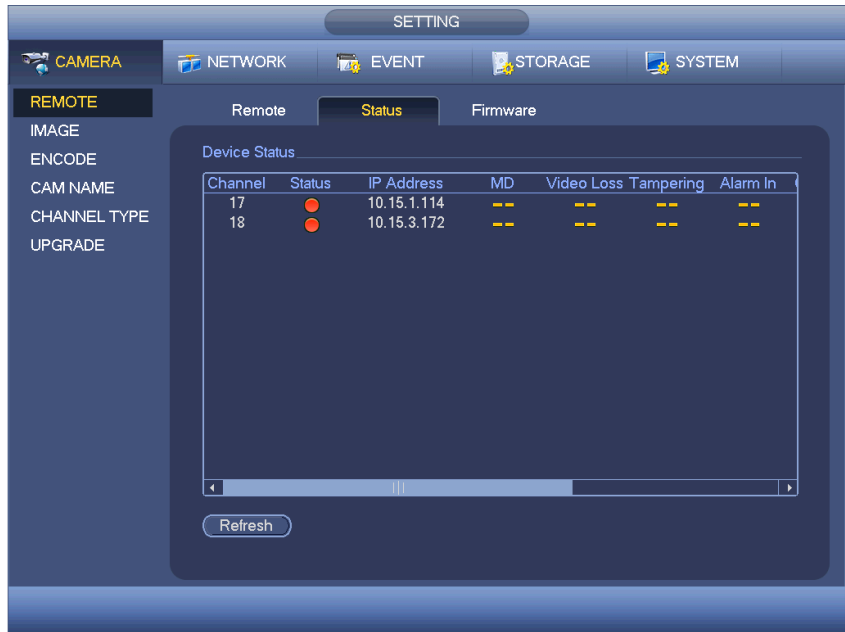 SETTING
CAMERA NETWORK EVENT STORAGE SYSTEM
REMOTE
IMAGE
ENCODE
CAM NAME
CHANNEL TYPE
UPGRADE
Remote Status Firmware
Device Status
Channel Status IP Address MD Video Loss Tampering Alarm In
17 10.15.1.114 -- -- -- --
18 10.15.3.172 -- -- -- --
Refresh